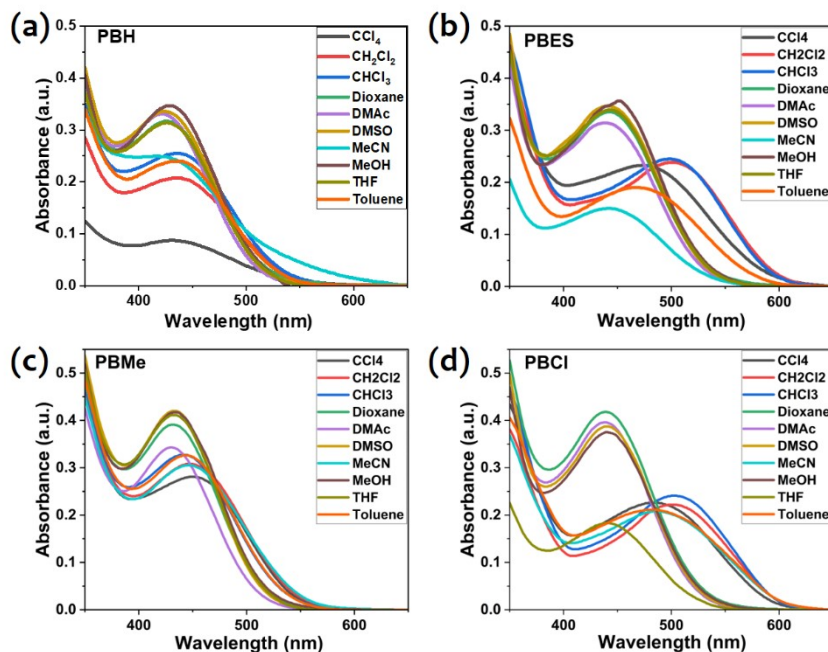 (a)
PBH
CCl₄
CH₂Cl₂
CHCl₃
Dioxane
DMAc
DMSO
MeCN
MeOH
THF
Toluene
0.5
0.4
0.3
0.2
0.1
0.0
Absorbance (a.u.)
400 500 600
Wavelength (nm)
(b)
PBES
CCl4
CH2Cl2
CHCl3
Dioxane
DMAc
DMSO
MeCN
MeOH
THF
Toluene
0.5
0.4
0.3
0.2
0.1
0.0
Absorbance (a.u.)
400 500 600
Wavelength (nm)
(c)
PBMe
CCl4
CH2Cl2
CHCl3
Dioxane
DMAc
DMSO
MeCN
MeOH
THF
Toluene
0.5
0.4
0.3
0.2
0.1
0.0
Absorbance (a.u.)
400 500 600
Wavelength (nm)
(d)
PBCl
CCl4
CH2Cl2
CHCl3
Dioxane
DMAc
DMSO
MeCN
MeOH
THF
Toluene
0.5
0.4
0.3
0.2
0.1
0.0
Absorbance (a.u.)
400 500 600
Wavelength (nm)